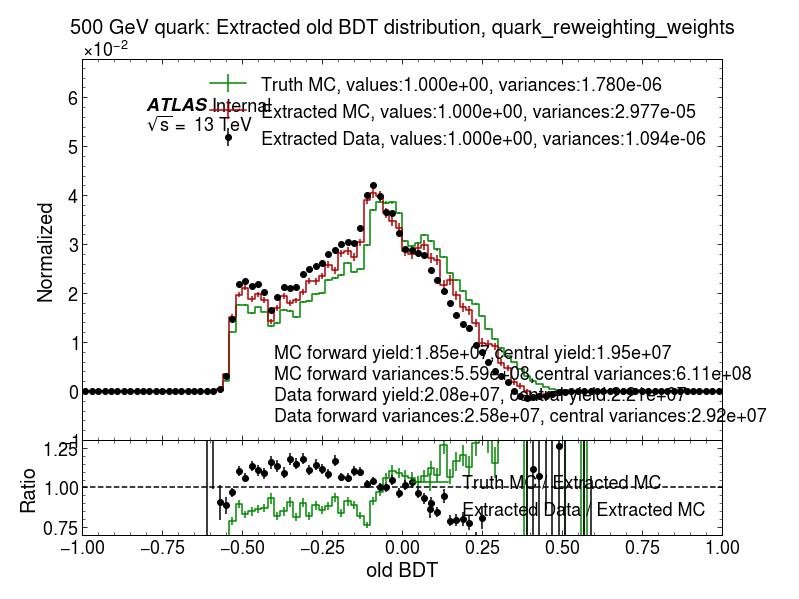 500 GeV quark: Extracted old BDT distribution, quark_reweighting_weights
×10⁻²
Truth MC, values:1.000e+00, variances:1.780e-06
ATLAS Internal
Extracted MC, values:1.000e+00, variances:2.977e-05
√s = 13 TeV
Extracted Data, values:1.000e+00, variances:1.094e-06
6
5
4
3
2
1
0
−1
Normalized
MC forward yield:1.85e+07,central yield:1.95e+07
MC forward variances:5.59e+08,central variances:6.11e+08
Data forward yield:2.08e+07, central yield:2.21e+07
Data forward variances:2.58e+07, central variances:2.92e+07
1.25
1.00
0.75
Ratio
Truth MC / Extracted MC
Extracted Data / Extracted MC
−1.00 −0.75 −0.50 −0.25 0.00 0.25 0.50 0.75 1.00
old BDT